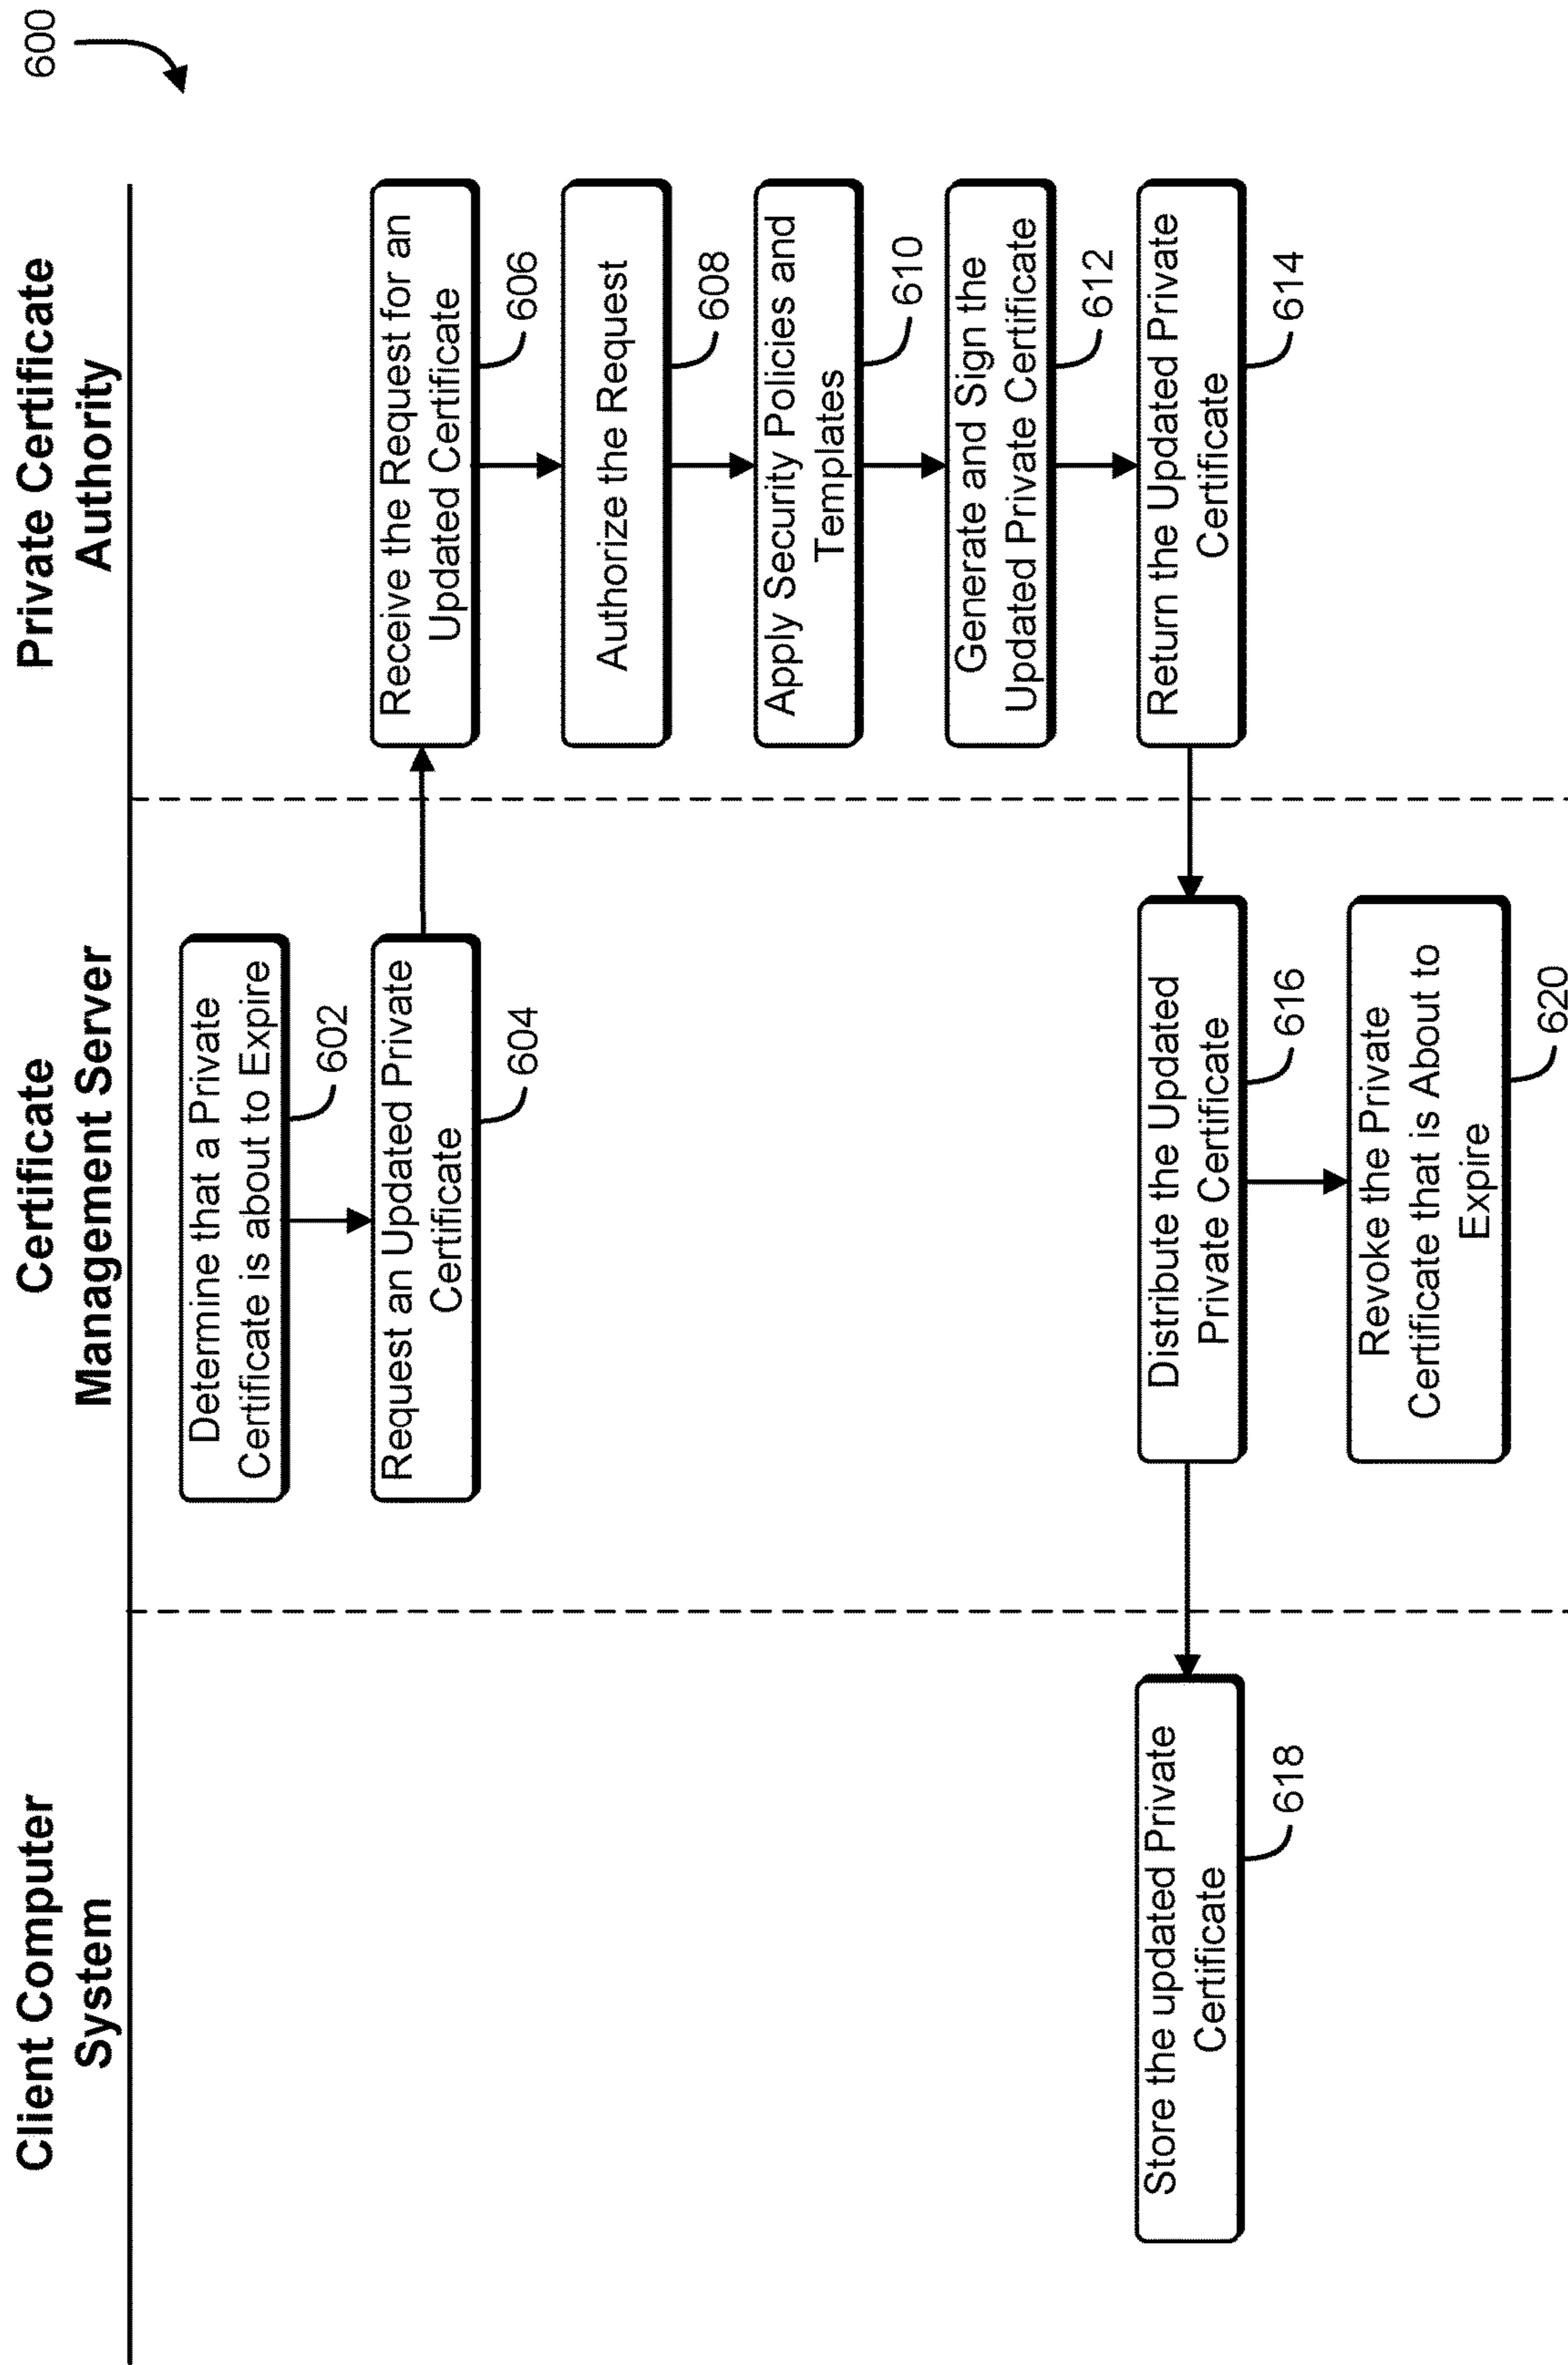 600
Client Computer
System
Certificate
Management Server
Private Certificate
Authority
Determine that a Private
Certificate is about to Expire
602
Request an Updated Private
Certificate
604
Receive the Request for an
Updated Certificate
606
Authorize the Request
608
Apply Security Policies and
Templates
610
Generate and Sign the
Updated Private Certificate
612
Return the Updated Private
Certificate
614
Distribute the Updated
Private Certificate
616
Store the updated Private
Certificate
618
Revoke the Private
Certificate that is About to
Expire
620